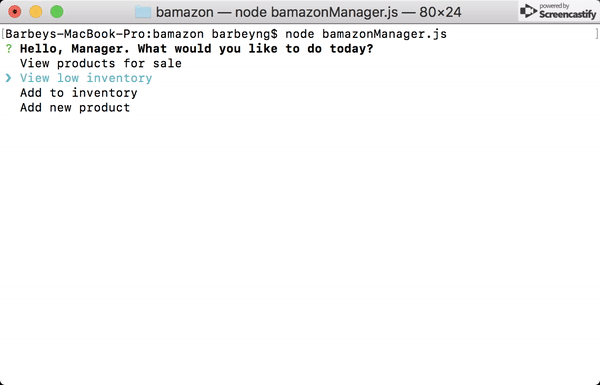 bamazon — node bamazonManager.js — 80×24
powered by
Screencastify
[Barbeys-MacBook-Pro:bamazon barbeyng$ node bamazonManager.js ]
? Hello, Manager. What would you like to do today?
View products for sale
❯ View low inventory
Add to inventory
Add new product